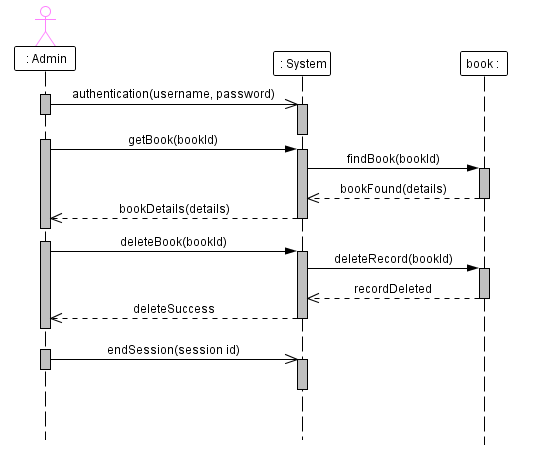 : Admin
: System
book :
authentication(username, password)
getBook(bookId)
findBook(bookId)
bookFound(details)
bookDetails(details)
deleteBook(bookId)
deleteRecord(bookId)
recordDeleted
deleteSuccess
endSession(session id)